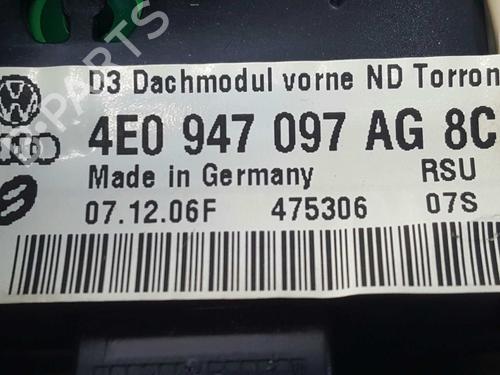 D3 Dachmodul vorne ND Torron
4E0 947 097 AG 8C
Made in Germany RSU
07.12.06F 475306 07S